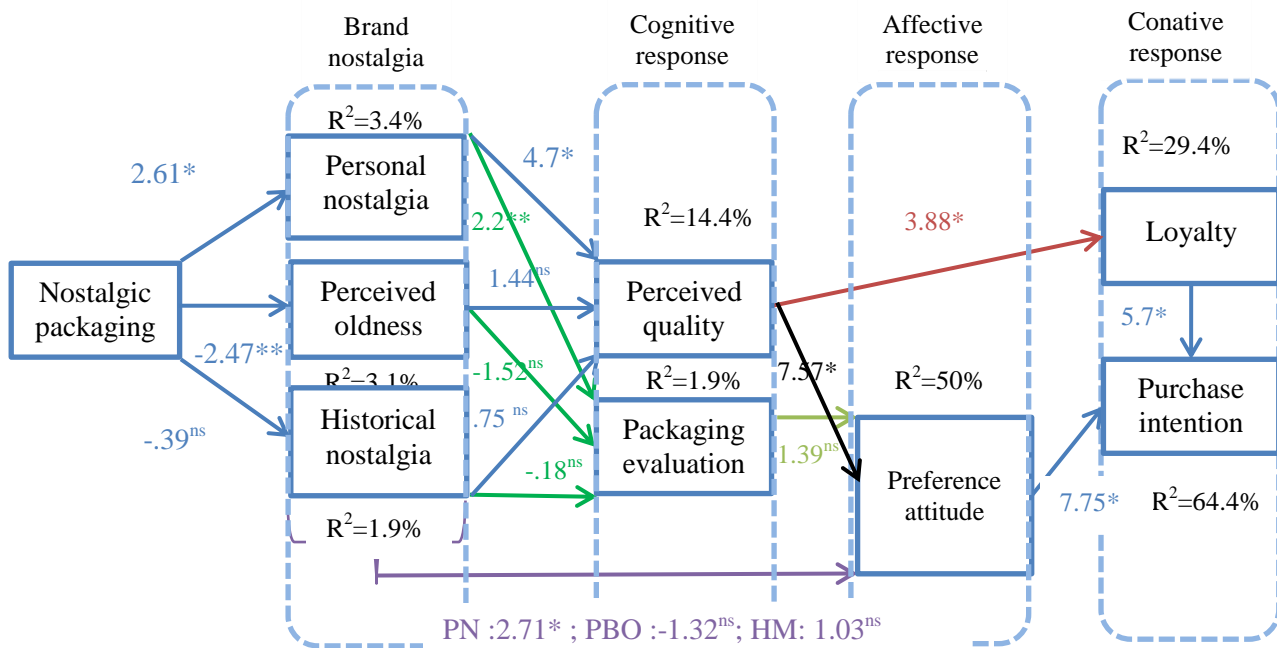 Brand
nostalgia
Cognitive
response
Affective
response
Conative
response
R²=3.4%
Personal
nostalgia
2.61*
4.7*
2.2**
R²=14.4%
3.88*
R²=29.4%
Loyalty
Nostalgic
packaging
Perceived
oldness
1.44ns
Perceived
quality
5.7*
-2.47**
R²=3.1%
-1.52ns
R²=1.9%
7.57*
R²=50%
Purchase
intention
-.39ns
Historical
nostalgia
.75 ns
-.18ns
Packaging
evaluation
1.39ns
Preference
attitude
7.75*
R²=64.4%
R²=1.9%
PN :2.71* ; PBO :-1.32ns; HM: 1.03ns